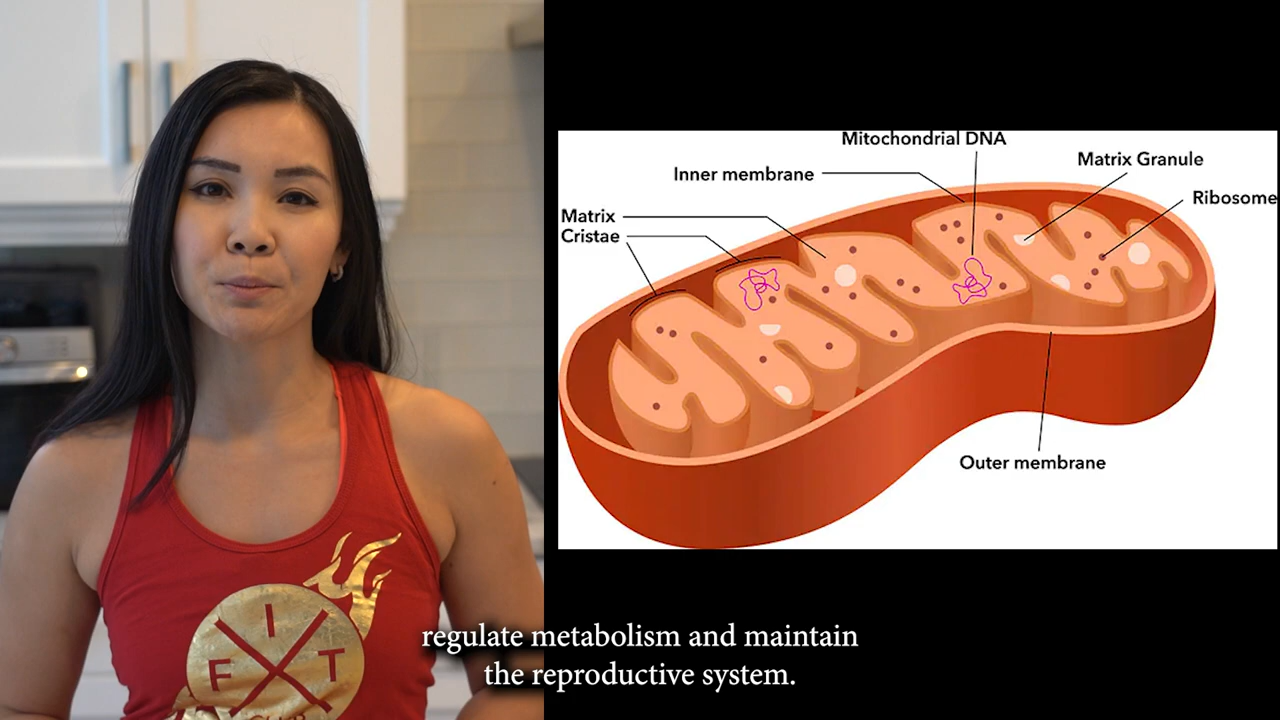 Mitochondrial DNA
Matrix Granule
Inner membrane
Ribosome
Matrix
Cristae
Outer membrane
F I T
regulate metabolism and maintain
the reproductive system.